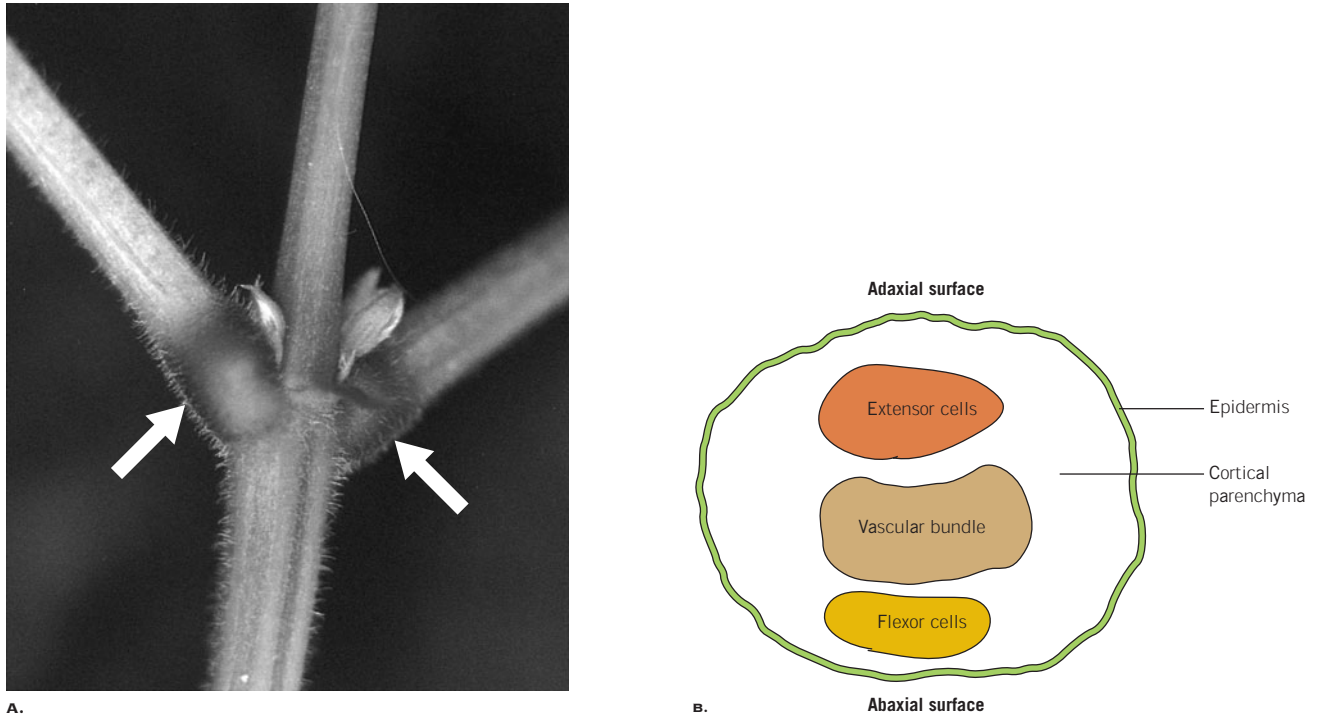 A.
Adaxial surface
Extensor cells
Epidermis
Cortical
parenchyma
Vascular bundle
Flexor cells
B.
Abaxial surface